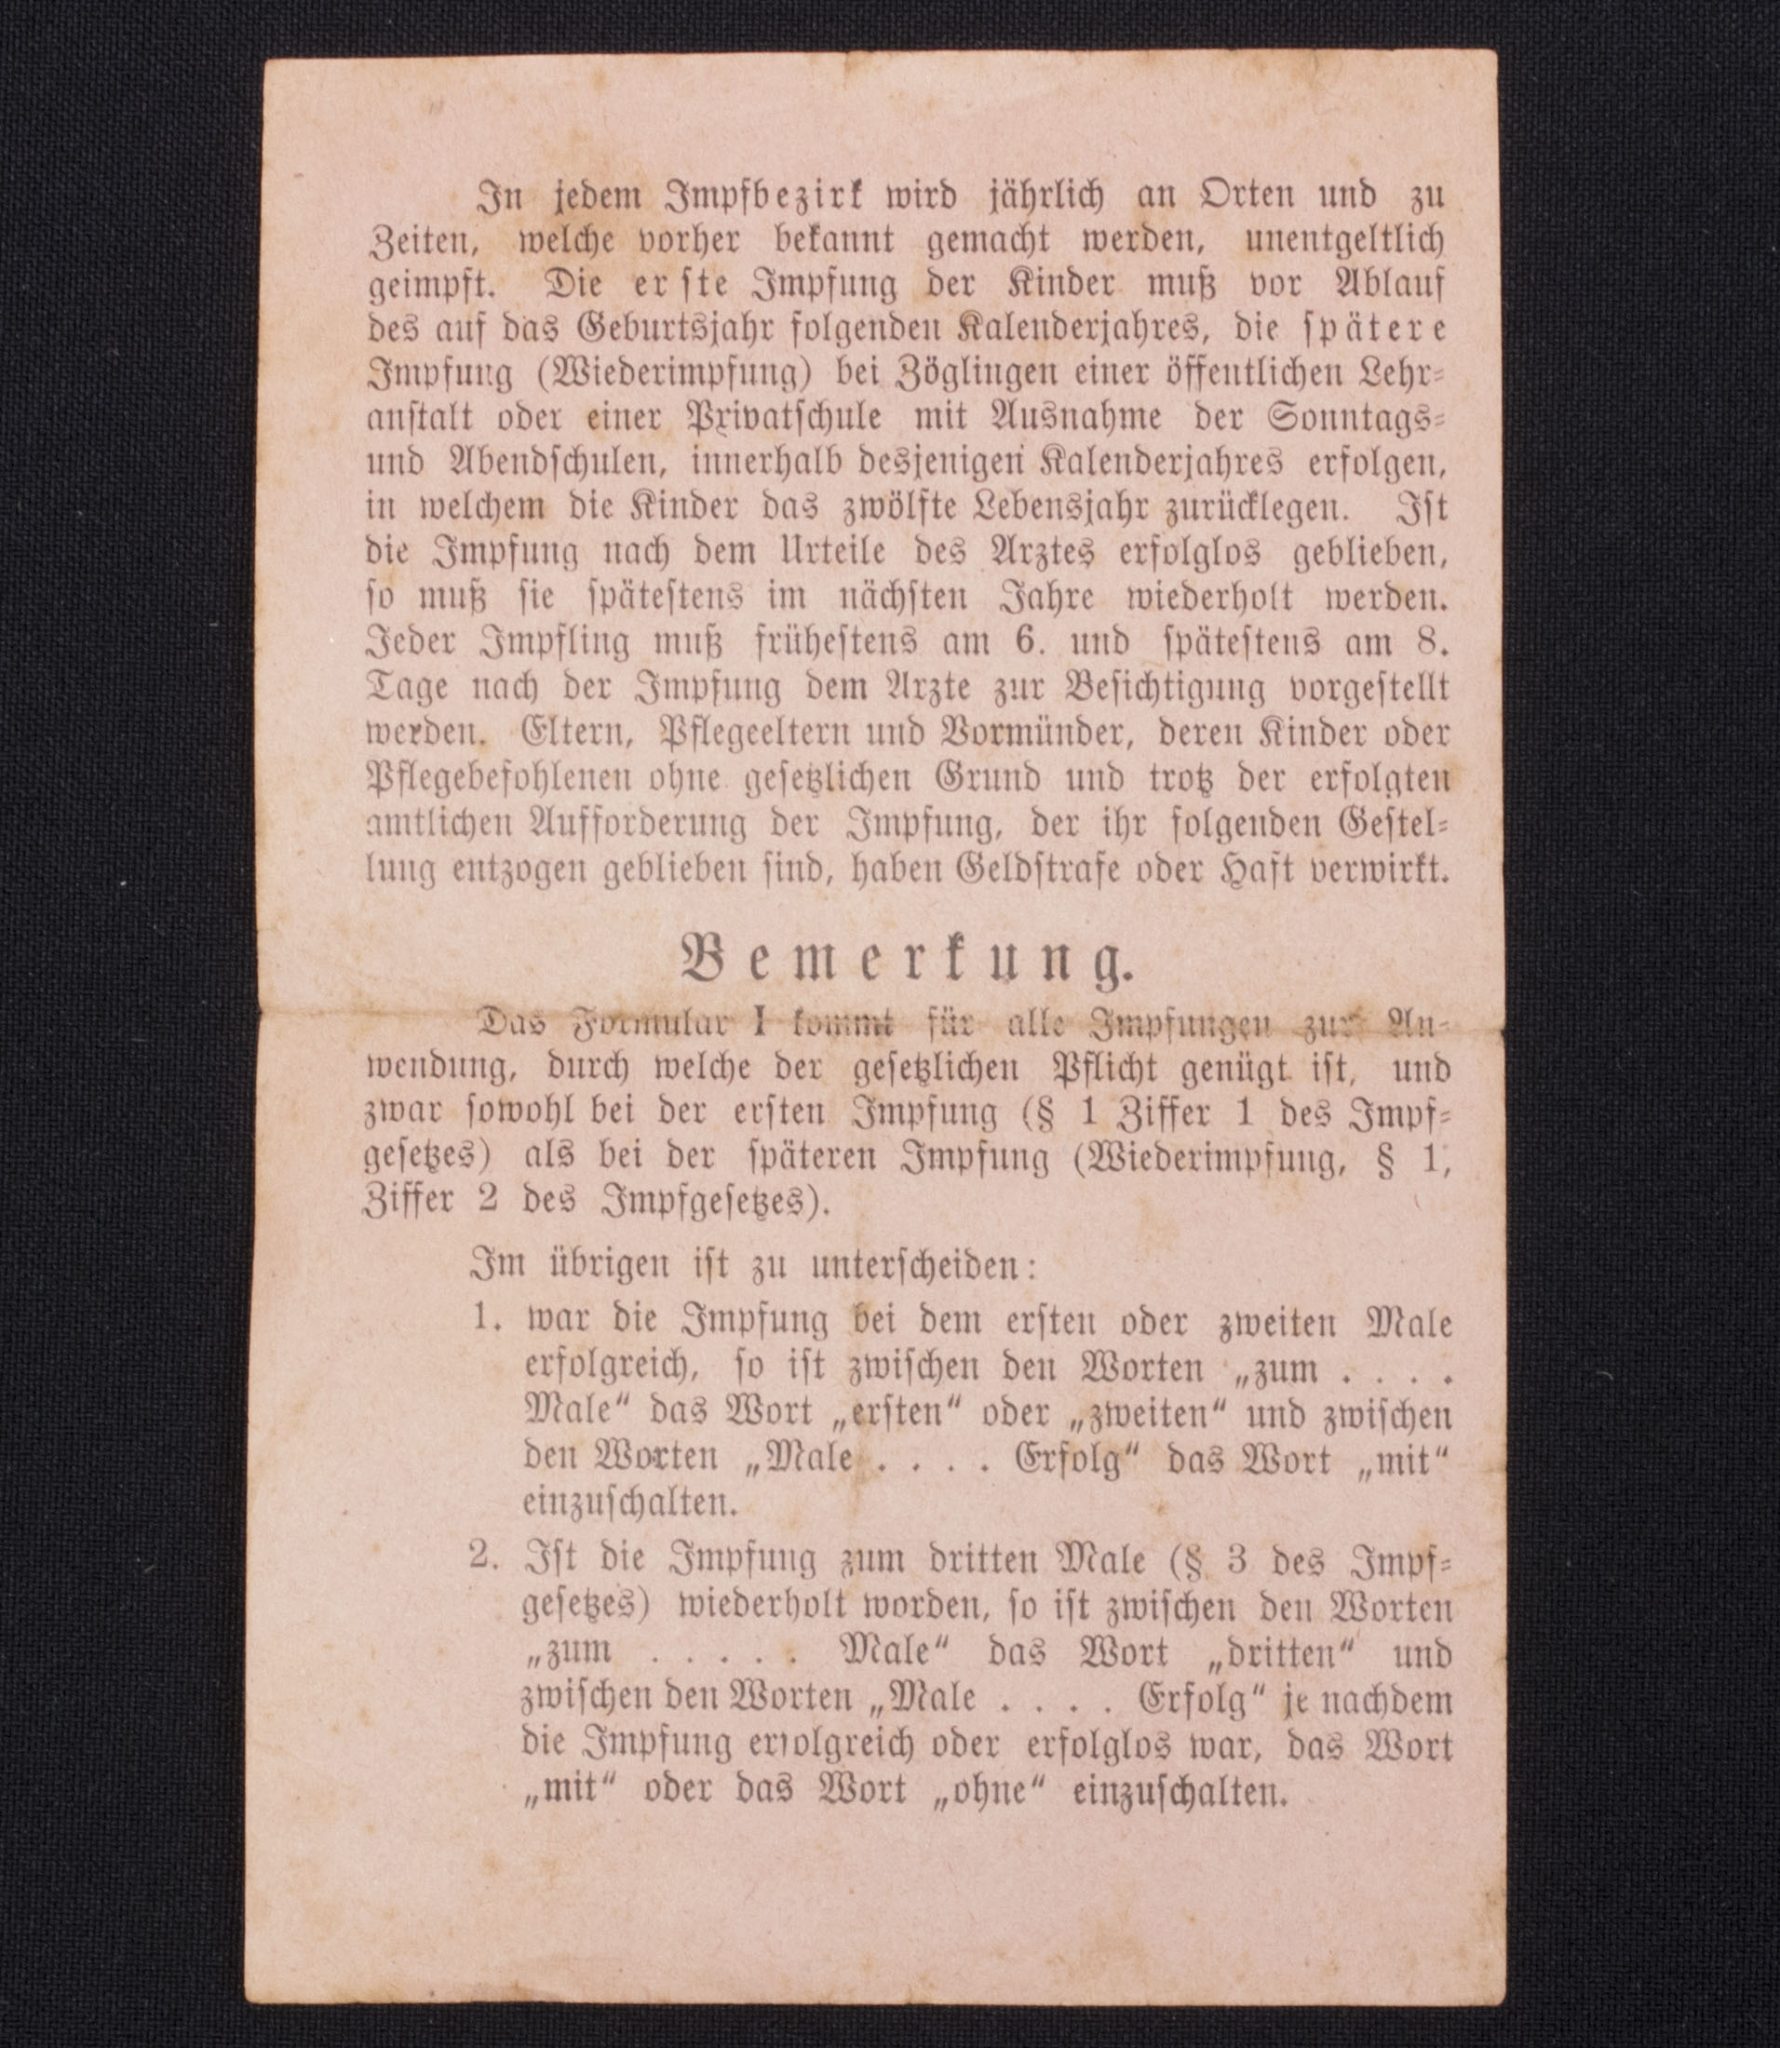 In jedem Impfbezirk wird jährlich an Orten und zu
Zeiten, welche vorher bekannt gemacht werden, unentgeltlich
geimpft. Die erste Impfung der Kinder muß vor Ablauf
des auf das Geburtsjahr folgenden Kalenderjahres, die spätere
Impfung (Wiederimpfung) bei Zöglingen einer öffentlichen Lehr-
anstalt oder einer Privatschule mit Ausnahme der Sonntags-
und Abendschulen, innerhalb desjenigen Kalenderjahres erfolgen,
in welchem die Kinder das zwölfte Lebensjahr zurücklegen. Ist
die Impfung nach dem Urteile des Arztes erfolglos geblieben,
so muß sie spätestens im nächsten Jahre wiederholt werden.
Jeder Impfling muß frühestens am 6. und spätestens am 8.
Tage nach der Impfung dem Arzte zur Besichtigung vorgestellt
werden. Eltern, Pflegeeltern und Vormünder, deren Kinder oder
Pflegebefohlenen ohne gesetzlichen Grund und trotz der erfolgten
amtlichen Aufforderung der Impfung, der ihr folgenden Gestel-
lung entzogen geblieben sind, haben Geldstrafe oder Haft verwirkt.
Bemerkung.
Das Formular I kommt für alle Impfungen zur An-
wendung, durch welche der gesetzlichen Pflicht genügt ist, und
zwar sowohl bei der ersten Impfung (§ 1 Ziffer 1 des Impf-
gesetzes) als bei der späteren Impfung (Wiederimpfung, § 1,
Ziffer 2 des Impfgesetzes).
Im übrigen ist zu unterscheiden:
1. war die Impfung bei dem ersten oder zweiten Male
erfolgreich, so ist zwischen den Worten „zum . . . .
Male“ das Wort „ersten“ oder „zweiten“ und zwischen
den Worten „Male . . . . Erfolg“ das Wort „mit“
einzuschalten.
2. Ist die Impfung zum dritten Male (§ 3 des Impf-
gesetzes) wiederholt worden, so ist zwischen den Worten
„zum . . . . . Male“ das Wort „dritten“ und
zwischen den Worten „Male . . . . Erfolg“ je nachdem
die Impfung erfolgreich oder erfolglos war, das Wort
„mit“ oder das Wort „ohne“ einzuschalten.